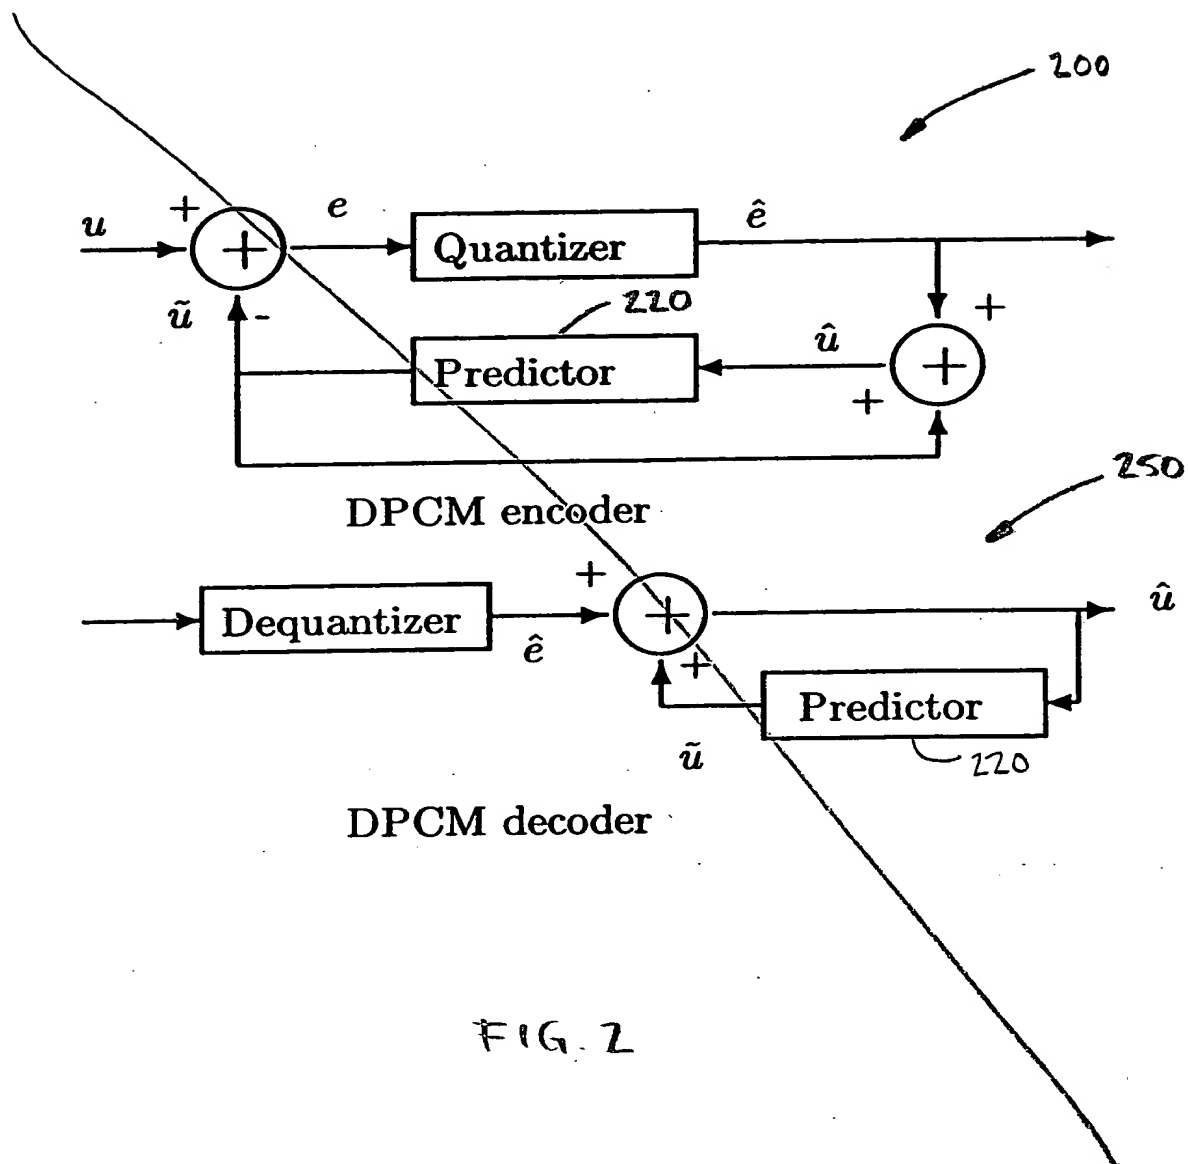 200
u + e Quantizer ê
+
ũ - 220
Predictor û +
+
DPCM encoder
250
+
Dequantizer ê + û
+
Predictor
ũ 220
DPCM decoder
FIG. 2